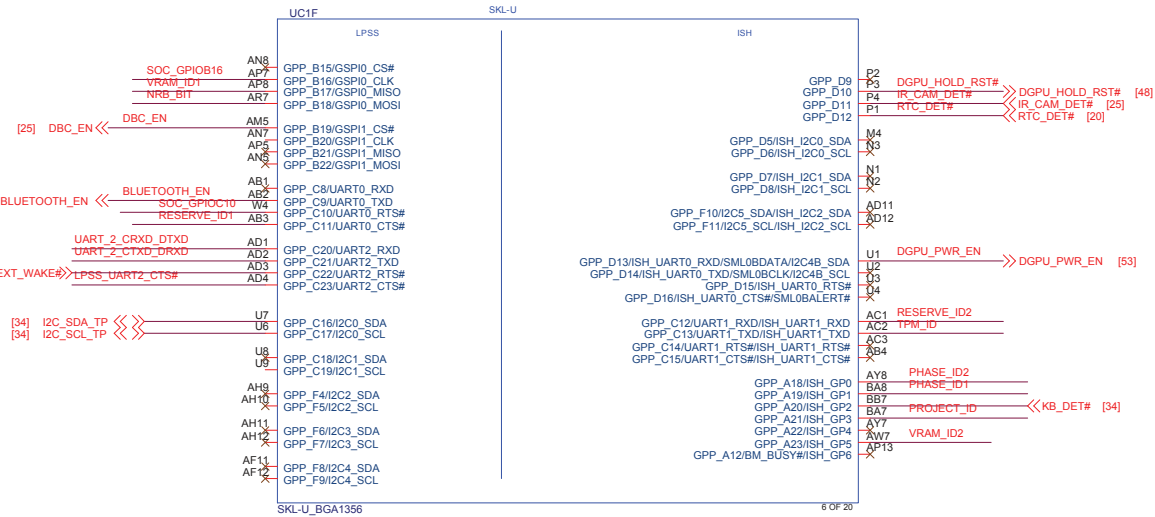 UC1F
SKL-U
LPSS
ISH
AN8 GPP_B15/GSPI0_CS#
SOC_GPIOB16 AP7 GPP_B16/GSPI0_CLK
VRAM_ID1 AP8 GPP_B17/GSPI0_MISO
NRB_BIT AR7 GPP_B18/GSPI0_MOSI
[25] DBC_EN DBC_EN AM5 GPP_B19/GSPI1_CS#
AN7 GPP_B20/GSPI1_CLK
AP5 GPP_B21/GSPI1_MISO
AN5 GPP_B22/GSPI1_MOSI
AB1 GPP_C8/UART0_RXD
BLUETOOTH_EN BLUETOOTH_EN AB2 GPP_C9/UART0_TXD
SOC_GPIOC10 W4 GPP_C10/UART0_RTS#
RESERVE_ID1 AB3 GPP_C11/UART0_CTS#
UART_2_CRXD_DTXD AD1 GPP_C20/UART2_RXD
UART_2_CTXD_DRXD AD2 GPP_C21/UART2_TXD
EXT_WAKE# AD3 GPP_C22/UART2_RTS#
LPSS_UART2_CTS# AD4 GPP_C23/UART2_CTS#
[34] I2C_SDA_TP U7 GPP_C16/I2C0_SDA
[34] I2C_SCL_TP U6 GPP_C17/I2C0_SCL
U8 GPP_C18/I2C1_SDA
U9 GPP_C19/I2C1_SCL
AH9 GPP_F4/I2C2_SDA
AH10 GPP_F5/I2C2_SCL
AH11 GPP_F6/I2C3_SDA
AH12 GPP_F7/I2C3_SCL
AF11 GPP_F8/I2C4_SDA
AF12 GPP_F9/I2C4_SCL
GPP_D9 P2
GPP_D10 P3 DGPU_HOLD_RST# DGPU_HOLD_RST# [48]
GPP_D11 P4 IR_CAM_DET# IR_CAM_DET# [25]
GPP_D12 P1 RTC_DET# RTC_DET# [20]
GPP_D5/ISH_I2C0_SDA M4
GPP_D6/ISH_I2C0_SCL N3
GPP_D7/ISH_I2C1_SDA N1
GPP_D8/ISH_I2C1_SCL N2
GPP_F10/I2C5_SDA/ISH_I2C2_SDA AD11
GPP_F11/I2C5_SCL/ISH_I2C2_SCL AD12
GPP_D13/ISH_UART0_RXD/SML0BDATA/I2C4B_SDA U1 DGPU_PWR_EN DGPU_PWR_EN [53]
GPP_D14/ISH_UART0_TXD/SML0BCLK/I2C4B_SCL U2
GPP_D15/ISH_UART0_RTS# U3
GPP_D16/ISH_UART0_CTS#/SML0BALERT# U4
GPP_C12/UART1_RXD/ISH_UART1_RXD AC1 RESERVE_ID2
GPP_C13/UART1_TXD/ISH_UART1_TXD AC2 TPM_ID
GPP_C14/UART1_RTS#/ISH_UART1_RTS# AC3
GPP_C15/UART1_CTS#/ISH_UART1_CTS# AB4
GPP_A18/ISH_GP0 AY8 PHASE_ID2
GPP_A19/ISH_GP1 BA8 PHASE_ID1
GPP_A20/ISH_GP2 BB7 KB_DET# [34]
GPP_A21/ISH_GP3 BA7 PROJECT_ID
GPP_A22/ISH_GP4 AY7
GPP_A23/ISH_GP5 AW7 VRAM_ID2
GPP_A12/BM_BUSY#/ISH_GP6 AP13
SKL-U_BGA1356
6 OF 20